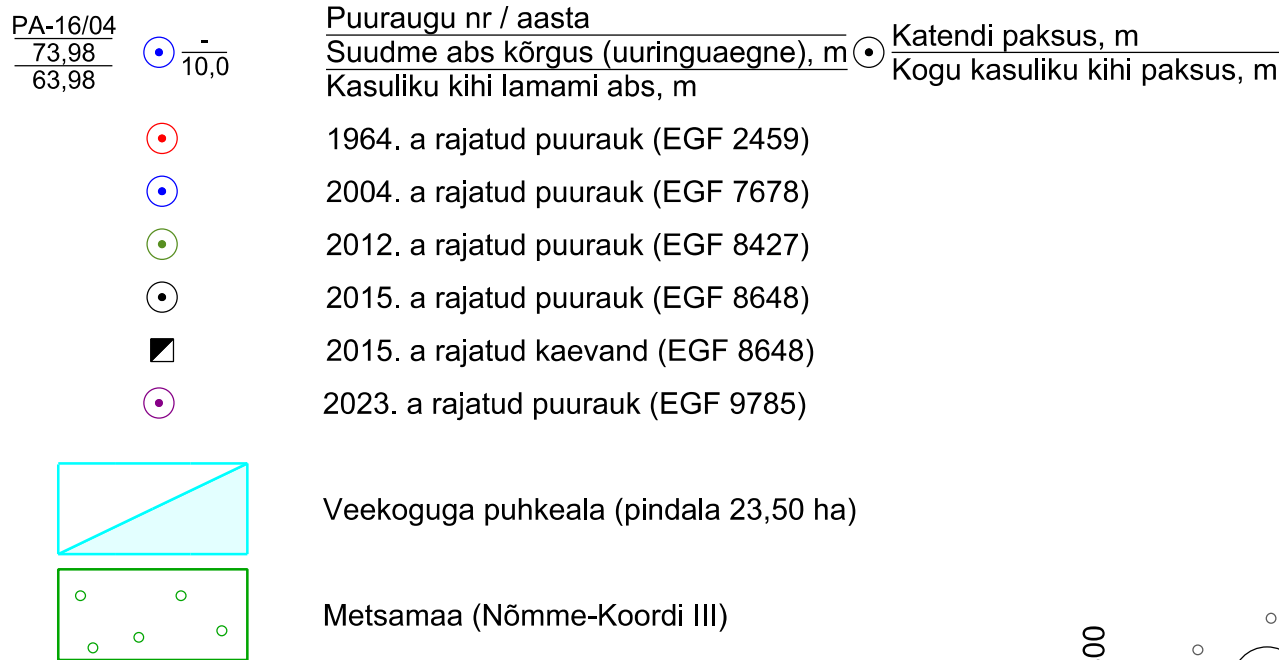 PA-16/04
73,98
63,98
-
10,0
Puuraugu nr / aasta
Suudme abs kõrgus (uuringuaegne), m
Kasuliku kihi lamami abs, m
Katendi paksus, m
Kogu kasuliku kihi paksus, m
1964. a rajatud puurauk (EGF 2459)
2004. a rajatud puurauk (EGF 7678)
2012. a rajatud puurauk (EGF 8427)
2015. a rajatud puurauk (EGF 8648)
2015. a rajatud kaevand (EGF 8648)
2023. a rajatud puurauk (EGF 9785)
Veekoguga puhkeala (pindala 23,50 ha)
Metsamaa (Nõmme-Koordi III)